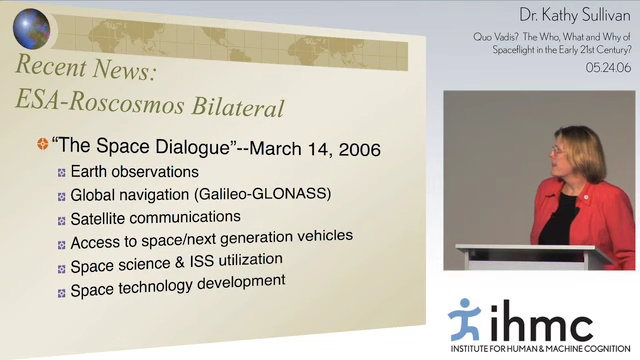 Dr. Kathy Sullivan
Quo Vadis? The Who, What and Why of
Spaceflight in the Early 21st Century?
05.24.06
Recent News:
ESA-Roscosmos Bilateral
"The Space Dialogue"--March 14, 2006
Earth observations
Global navigation (Galileo-GLONASS)
Satellite communications
Access to space/next generation vehicles
Space science & ISS utilization
Space technology development
ihmc
INSTITUTE FOR HUMAN & MACHINE COGNITION